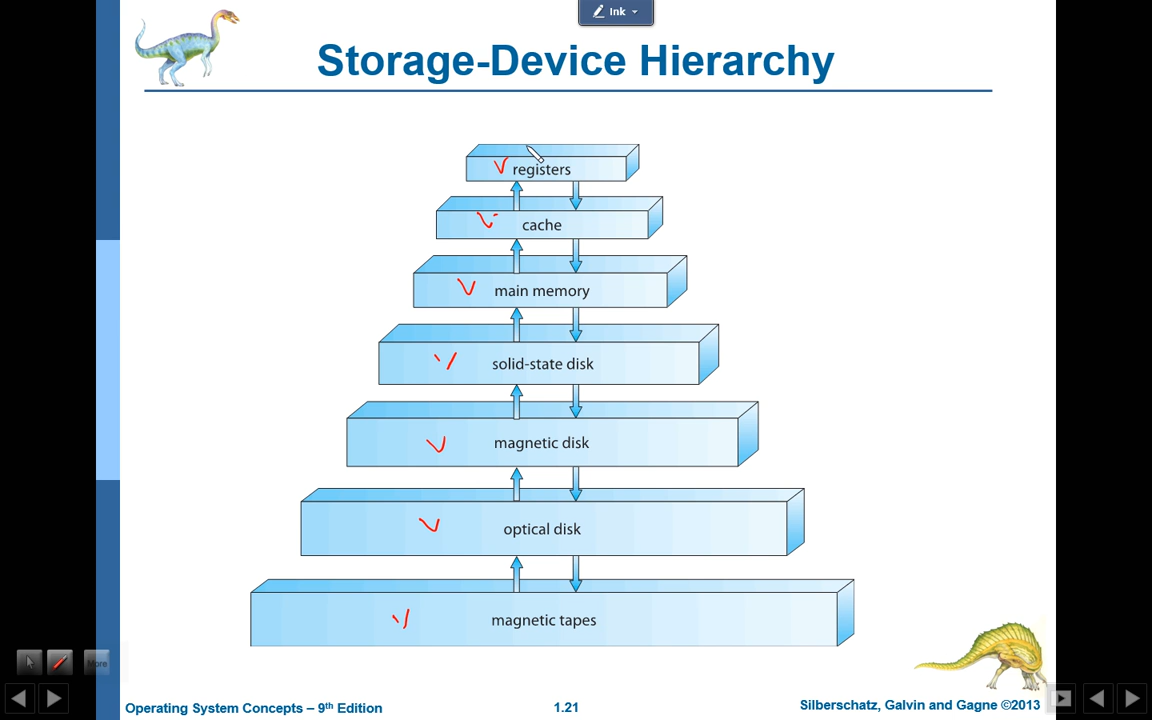 Ink
Storage-Device Hierarchy
registers
cache
main memory
solid-state disk
magnetic disk
optical disk
magnetic tapes
More
Operating System Concepts – 9th Edition
1.21
Silberschatz, Galvin and Gagne ©2013